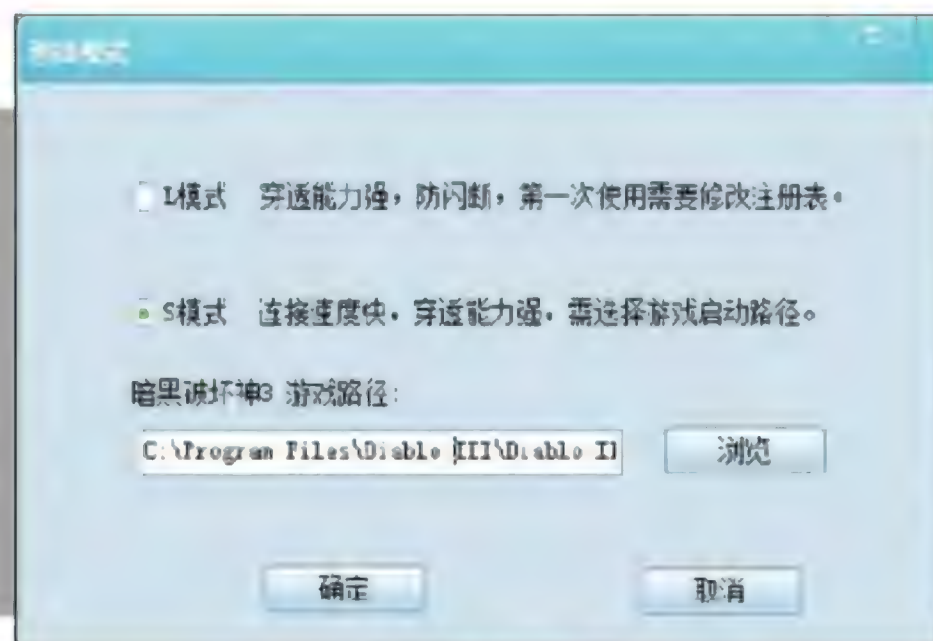 L模式 穿透能力强，防闪断，第一次使用需要修改注册表。
S模式 连接速度快，穿透能力强，需选择游戏启动路径。
暗黑破坏神3 游戏路径：
C:\Program Files\Diablo III\Diablo II
浏览
确定 取消